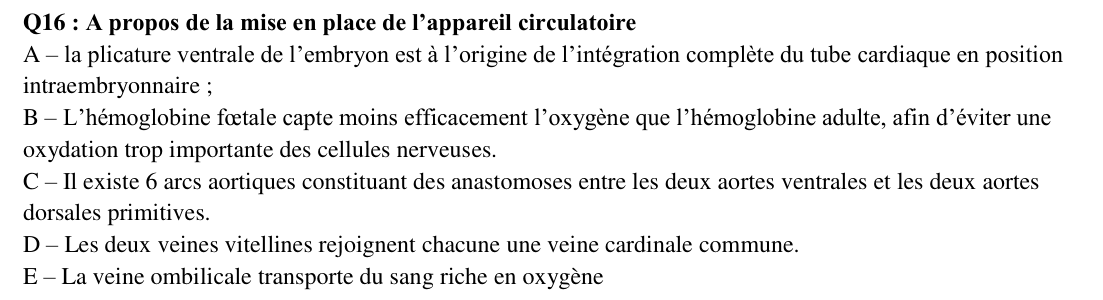 Q16 : A propos de la mise en place de l’appareil circulatoire
A – la plicature ventrale de l’embryon est à l’origine de l’intégration complète du tube cardiaque en position
intraembryonnaire ;
B – L’hémoglobine fœtale capte moins efficacement l’oxygène que l’hémoglobine adulte, afin d’éviter une
oxydation trop importante des cellules nerveuses.
C – Il existe 6 arcs aortiques constituant des anastomoses entre les deux aortes ventrales et les deux aortes
dorsales primitives.
D – Les deux veines vitellines rejoignent chacune une veine cardinale commune.
E – La veine ombilicale transporte du sang riche en oxygène